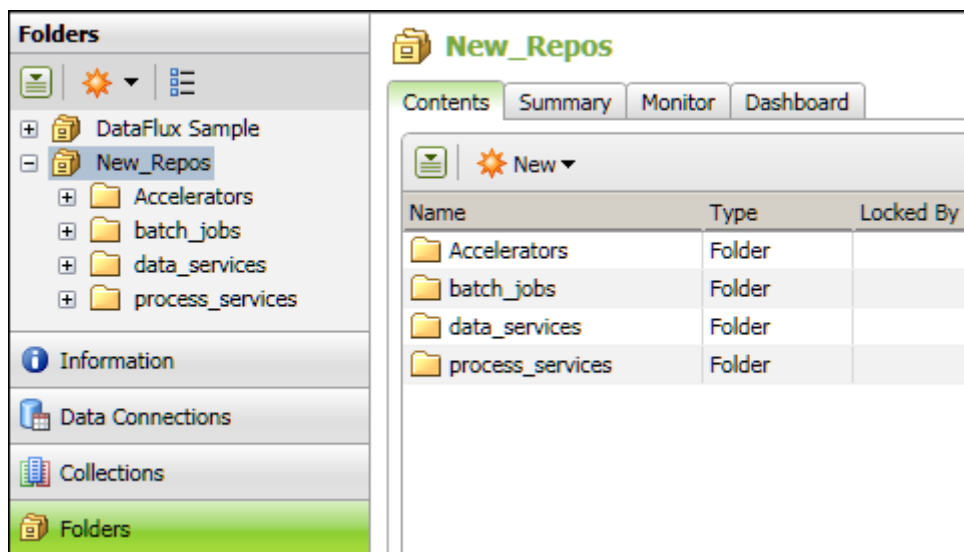 Folders
DataFlux Sample
New_Repos
Accelerators
batch_jobs
data_services
process_services
Information
Data Connections
Collections
Folders
New_Repos
Contents Summary Monitor Dashboard
New
Name Type Locked By
Accelerators Folder
batch_jobs Folder
data_services Folder
process_services Folder